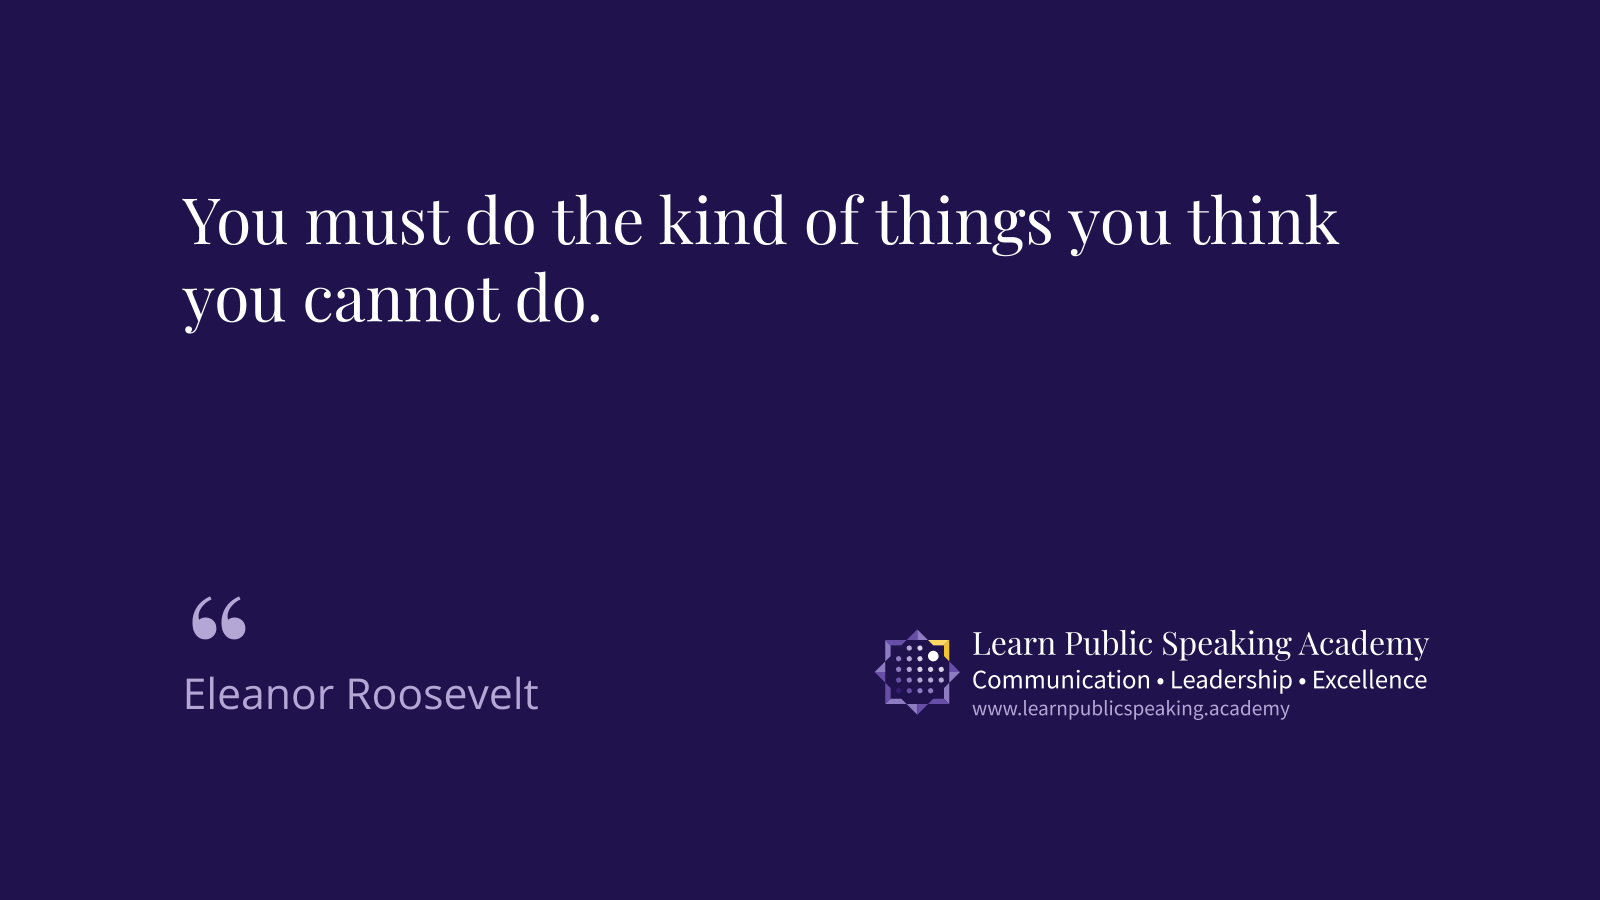 You must do the kind of things you think
you cannot do.
“
Eleanor Roosevelt
Learn Public Speaking Academy
Communication • Leadership • Excellence
www.learnpublicspeaking.academy